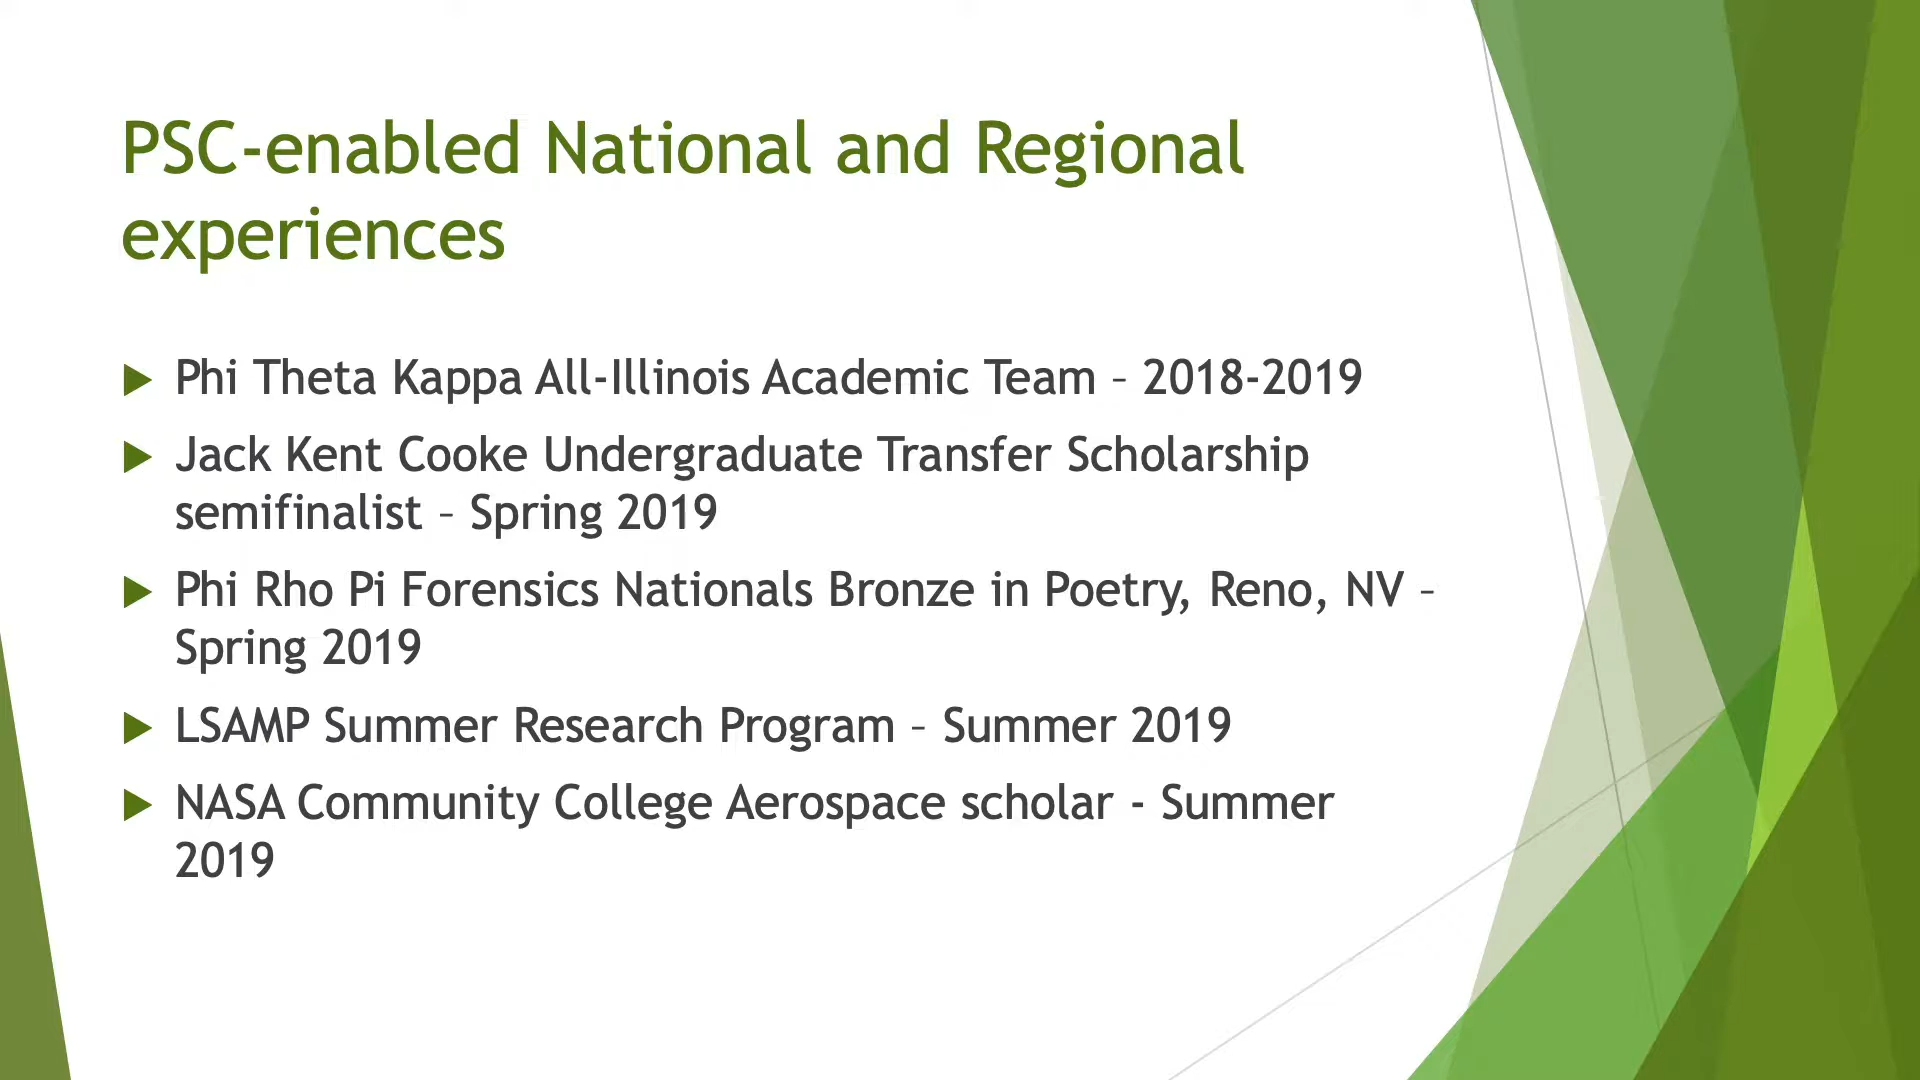 PSC-enabled National and Regional
experiences
Phi Theta Kappa All-Illinois Academic Team – 2018-2019
Jack Kent Cooke Undergraduate Transfer Scholarship
semifinalist – Spring 2019
Phi Rho Pi Forensics Nationals Bronze in Poetry, Reno, NV –
Spring 2019
LSAMP Summer Research Program – Summer 2019
NASA Community College Aerospace scholar - Summer
2019